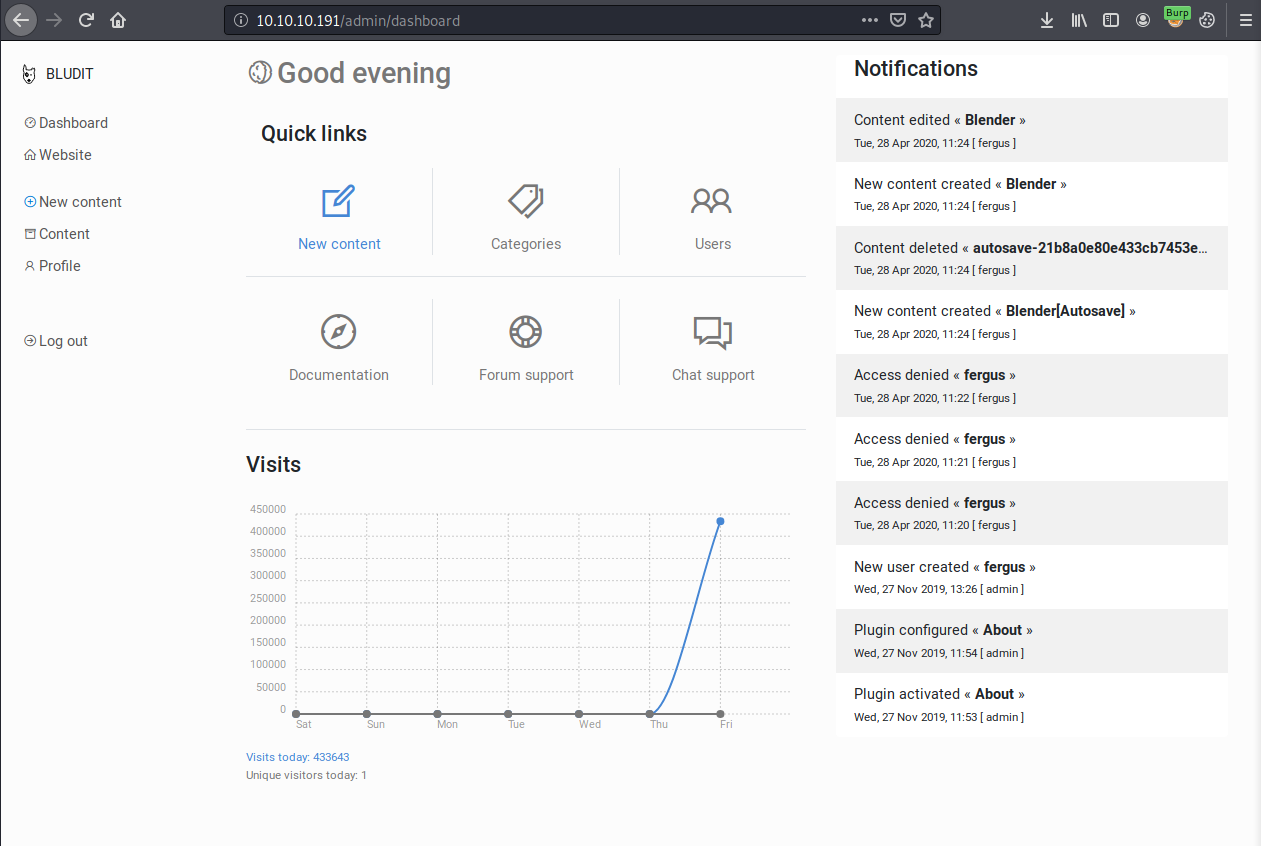 10.10.10.191/admin/dashboard
Burp
BLUDIT
Dashboard
Website
New content
Content
Profile
Log out
Good evening
Quick links
New content
Categories
Users
Documentation
Forum support
Chat support
Visits
450000
400000
350000
300000
250000
200000
150000
100000
50000
0
Sat Sun Mon Tue Wed Thu Fri
Visits today: 433643
Unique visitors today: 1
Notifications
Content edited « Blender »
Tue, 28 Apr 2020, 11:24 [ fergus ]
New content created « Blender »
Tue, 28 Apr 2020, 11:24 [ fergus ]
Content deleted « autosave-21b8a0e80e433cb7453e…
Tue, 28 Apr 2020, 11:24 [ fergus ]
New content created « Blender[Autosave] »
Tue, 28 Apr 2020, 11:24 [ fergus ]
Access denied « fergus »
Tue, 28 Apr 2020, 11:22 [ fergus ]
Access denied « fergus »
Tue, 28 Apr 2020, 11:21 [ fergus ]
Access denied « fergus »
Tue, 28 Apr 2020, 11:20 [ fergus ]
New user created « fergus »
Wed, 27 Nov 2019, 13:26 [ admin ]
Plugin configured « About »
Wed, 27 Nov 2019, 11:54 [ admin ]
Plugin activated « About »
Wed, 27 Nov 2019, 11:53 [ admin ]